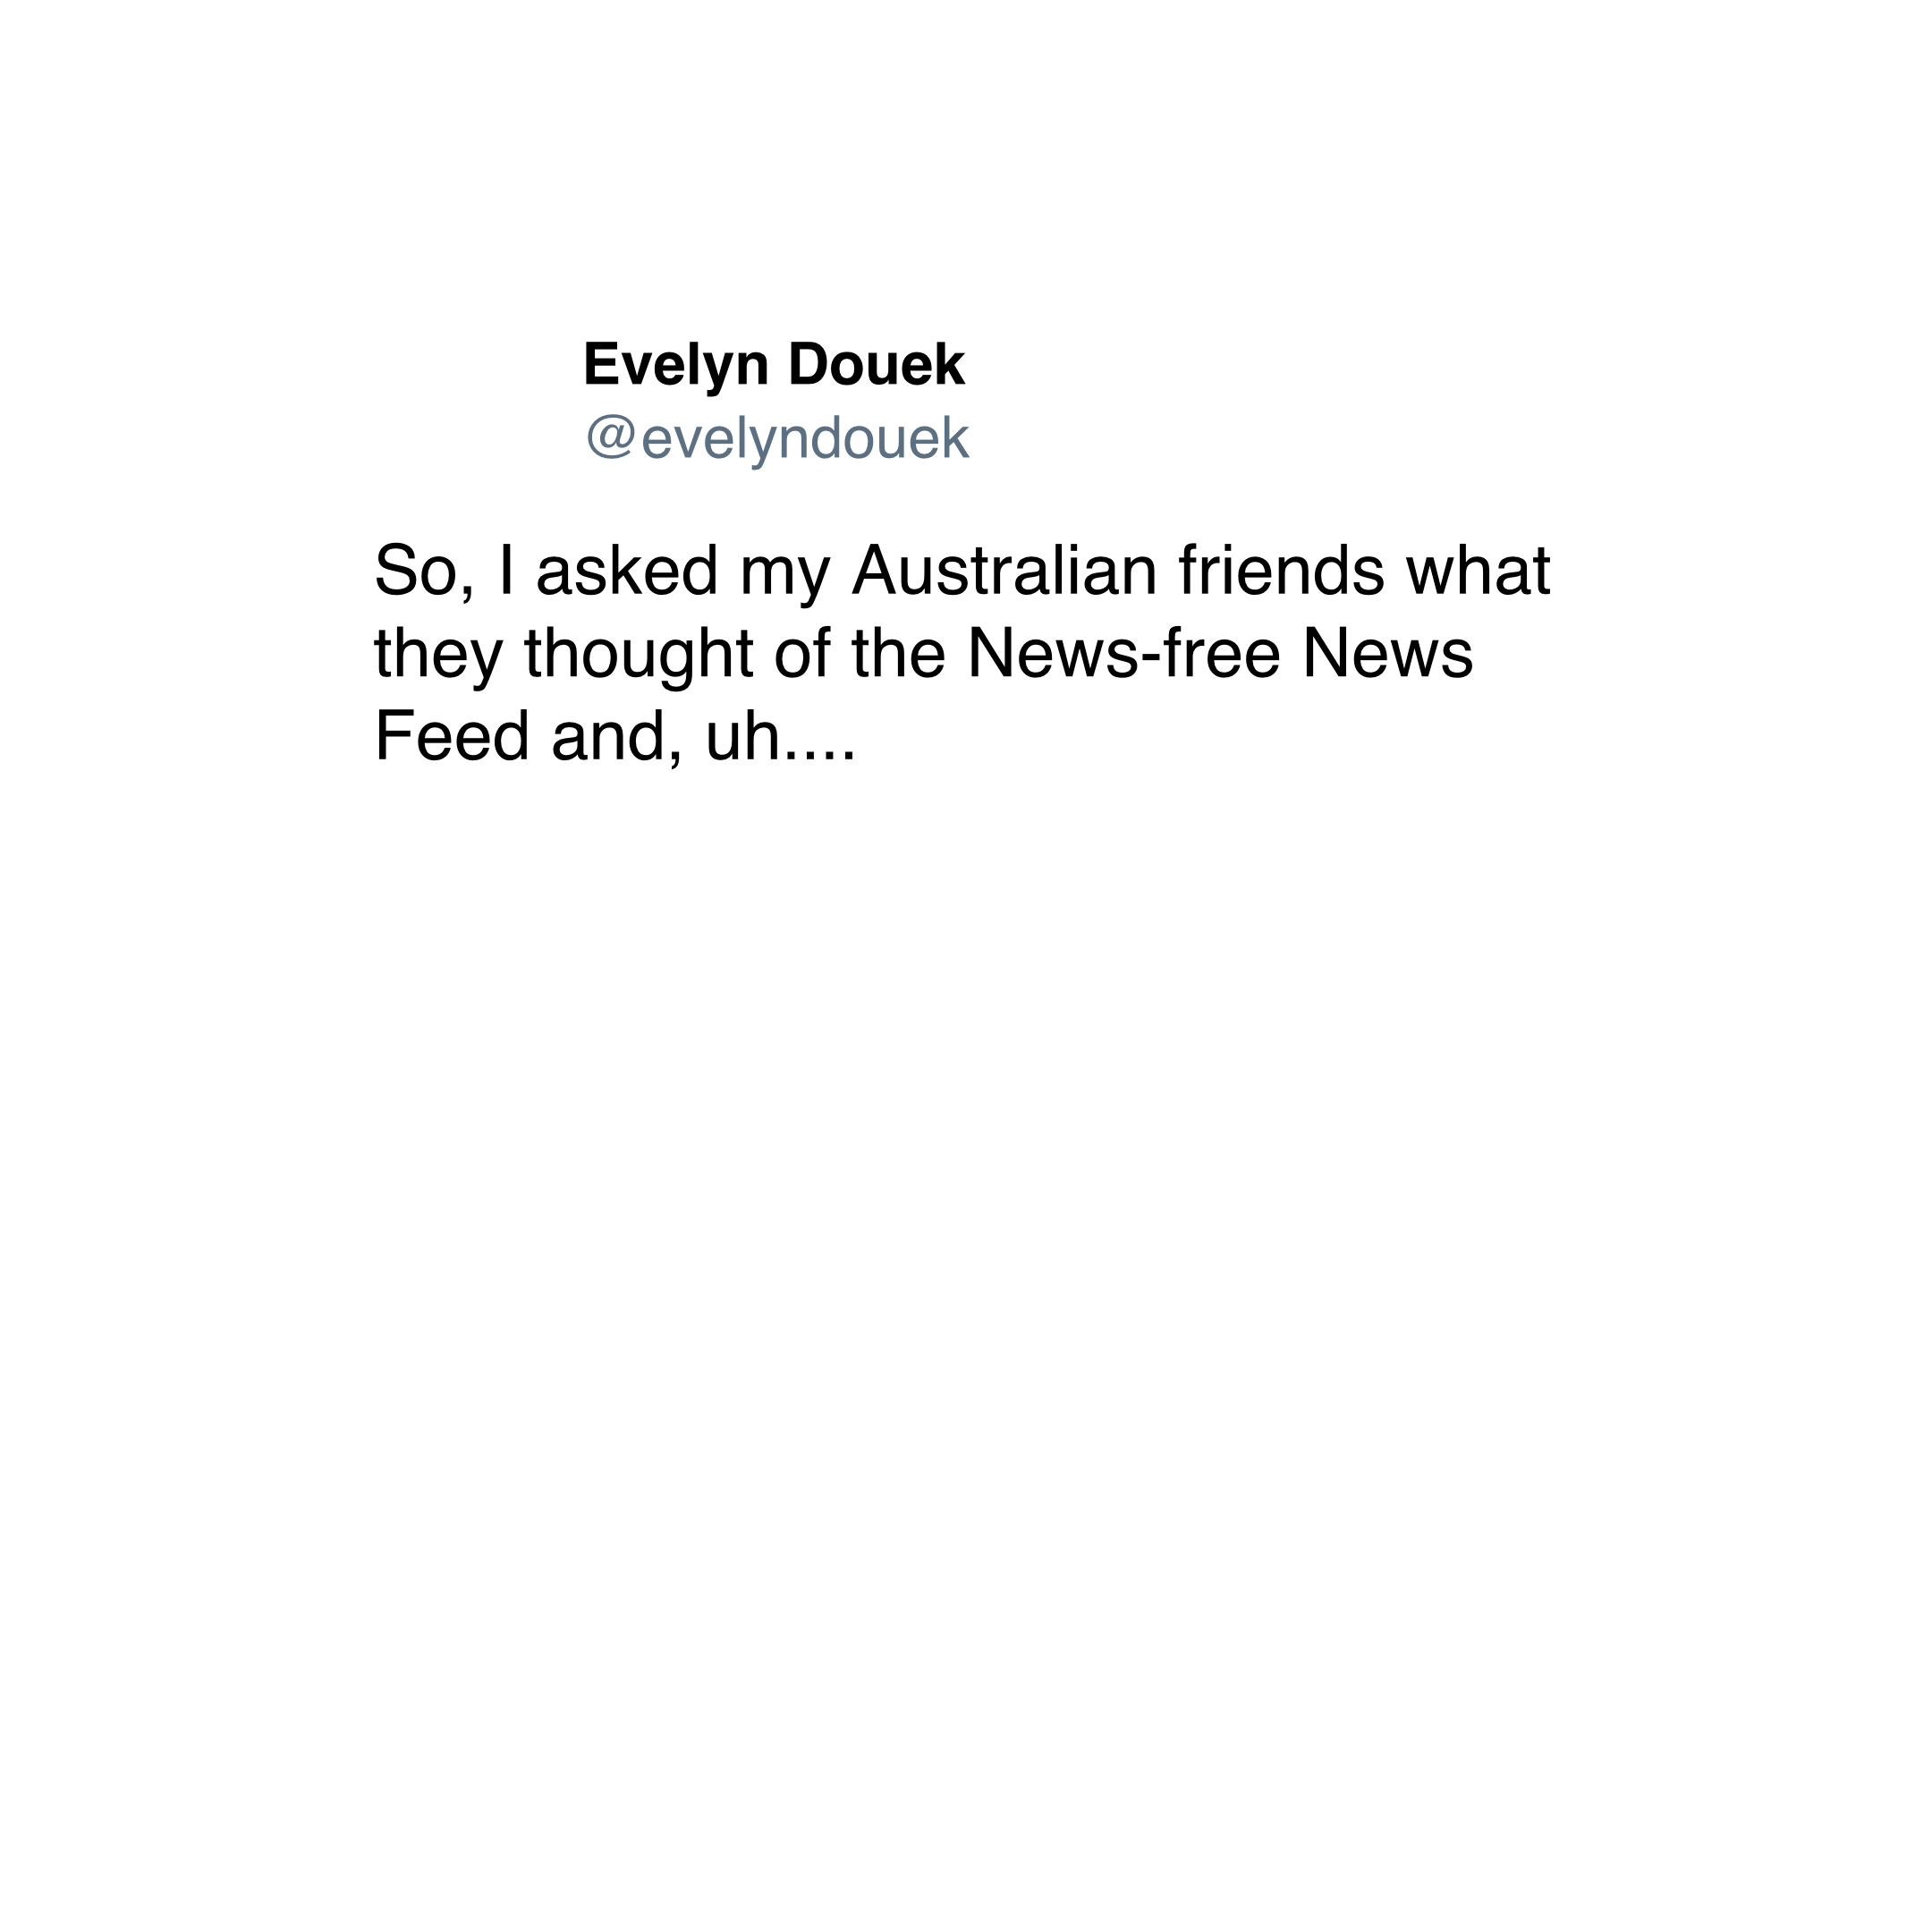 Evelyn Douek
@evelyndouek
So, I asked my Australian friends what
they thought of the News-free News
Feed and, uh....